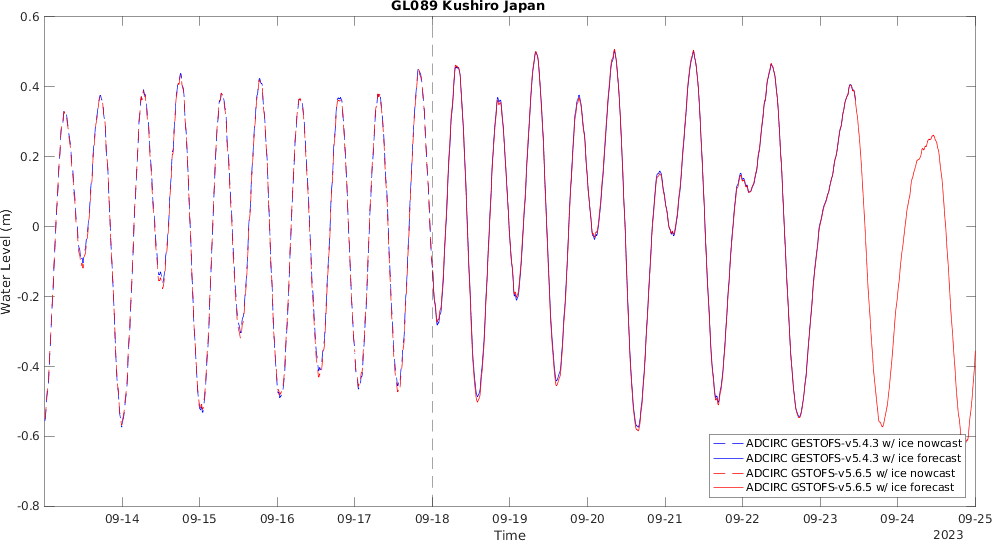 GL089 Kushiro Japan
0.6
0.4
0.2
0
-0.2
-0.4
-0.6
-0.8
Water Level (m)
ADCIRC GESTOFS-v5.4.3 w/ ice nowcast
ADCIRC GESTOFS-v5.4.3 w/ ice forecast
ADCIRC GSTOFS-v5.6.5 w/ ice nowcast
ADCIRC GSTOFS-v5.6.5 w/ ice forecast
09-14 09-15 09-16 09-17 09-18 09-19 09-20 09-21 09-22 09-23 09-24 09-25
Time
2023